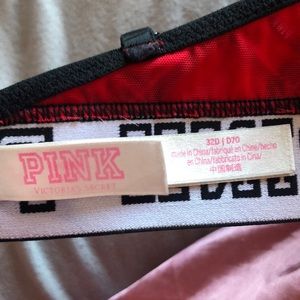 PINK
VICTORIA'S SECRET
32D | D70
made in China/fabriqué en Chine/hecho
en China/fabbricato in Cina/
中国制造